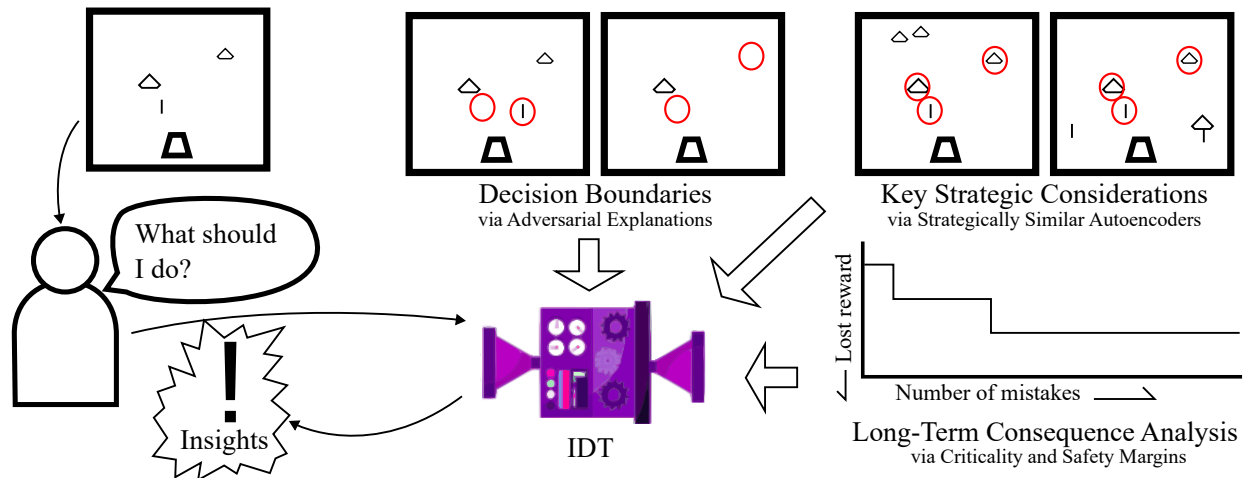 What should
I do?
Insights
Decision Boundaries
via Adversarial Explanations
Key Strategic Considerations
via Strategically Similar Autoencoders
IDT
Lost reward
Number of mistakes
Long-Term Consequence Analysis
via Criticality and Safety Margins